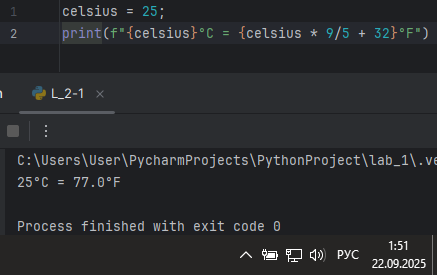 1 celsius = 25;
2 print(f"{celsius}°C = {celsius * 9/5 + 32}°F")
L_2-1 ×
C:\Users\User\PycharmProjects\PythonProject\lab_1\.ve
25°C = 77.0°F
Process finished with exit code 0
РУС 1:51
22.09.2025